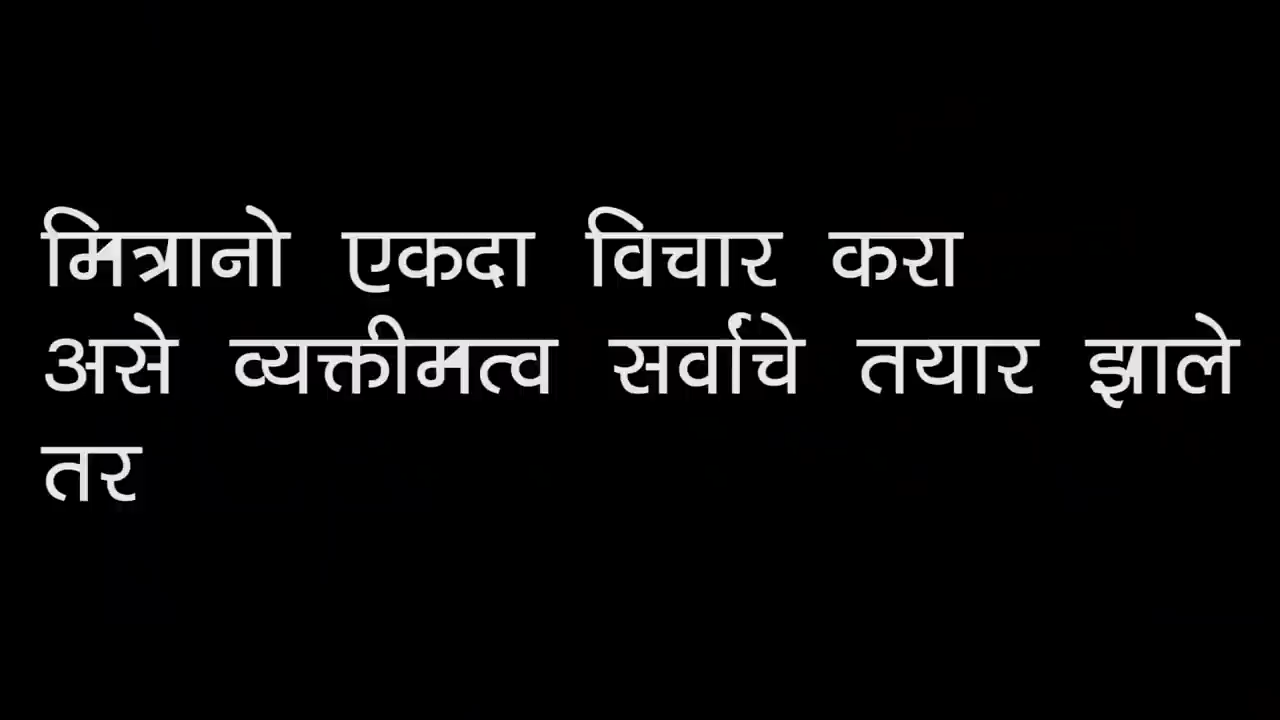 मित्रानो एकदा विचार करा
असे व्यक्तीमत्व सर्वांचे तयार झाले
तर